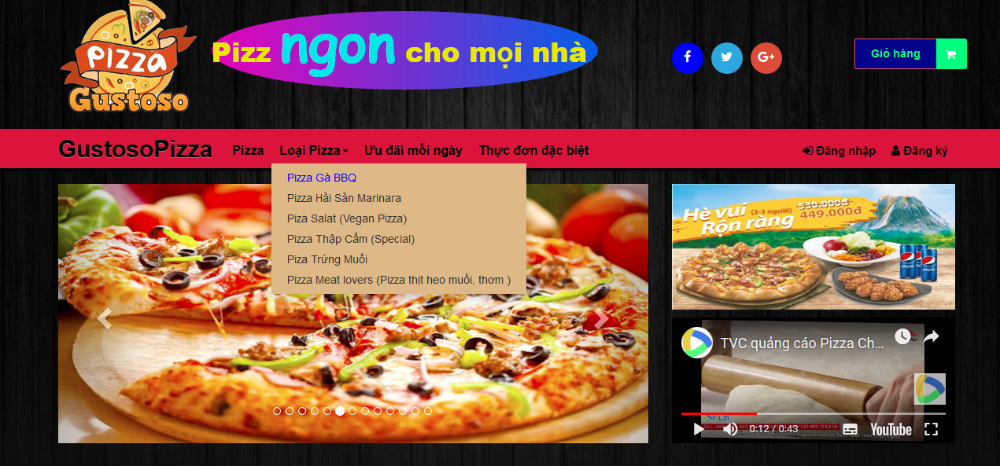 PIZZA
Gustoso
Pizz ngon cho mọi nhà
f G+
Giỏ hàng
GustosoPizza
Pizza
Loại Pizza
Ưu đãi mỗi ngày
Thực đơn đặc biệt
Đăng nhập
Đăng ký
Pizza Gà BBQ
Pizza Hải Sản Marinara
Piza Salat (Vegan Pizza)
Pizza Thập Cẩm (Special)
Piza Trứng Muối
Pizza Meat lovers (Pizza thịt heo muối, thơm )
Hè vui
Rộn ràng
(2-3 người)
530.000đ
449.000đ
pepsi
pepsi
TVC quảng cáo Pizza Ch...
SFILM
0:12 / 0:43
YouTube